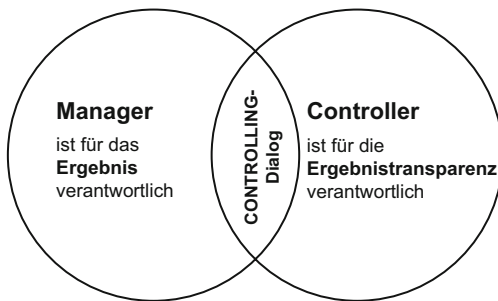 Manager
ist für das
Ergebnis
verantwortlich
CONTROLLING-
Dialog
Controller
ist für die
Ergebnistransparenz
verantwortlich